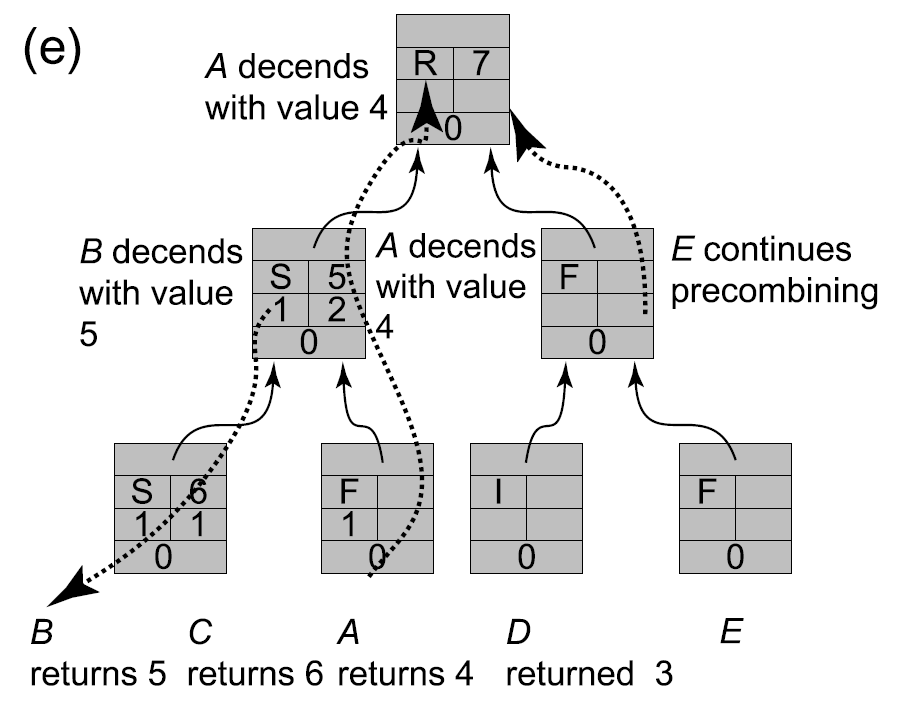 (e)
A decends
with value 4
R 7
0
B decends
with value
5
S 5
1 2
0
A decends
with value
4
F
0
E continues
precombining
S 6
1 1
0
F
1
0
I
0
F
0
B
returns 5
C
returns 6
A
returns 4
D
returned 3
E